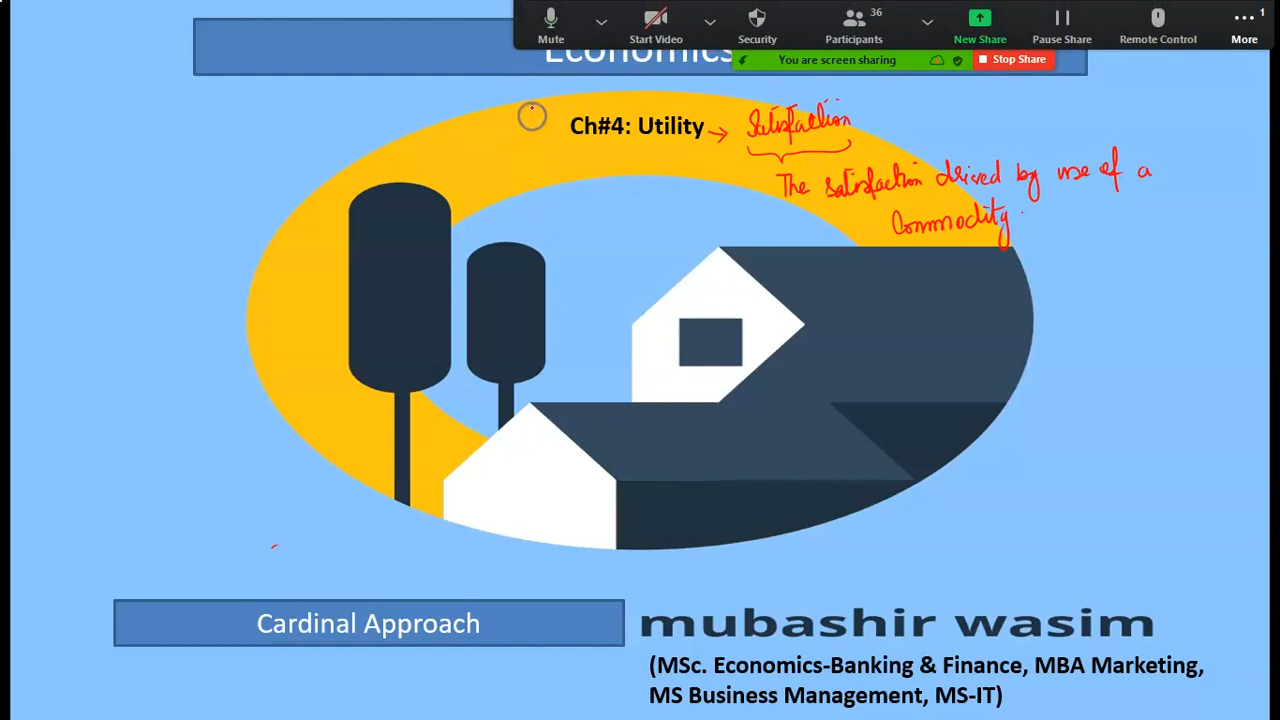 36
1
Mute
Start Video
Security
Participants
New Share
Pause Share
Remote Control
More
Economics
You are screen sharing
Stop Share
Ch#4: Utility → Satisfaction
The satisfaction drived by use of a
Commodity.
Cardinal Approach
mubashir wasim
(MSc. Economics-Banking & Finance, MBA Marketing,
MS Business Management, MS-IT)